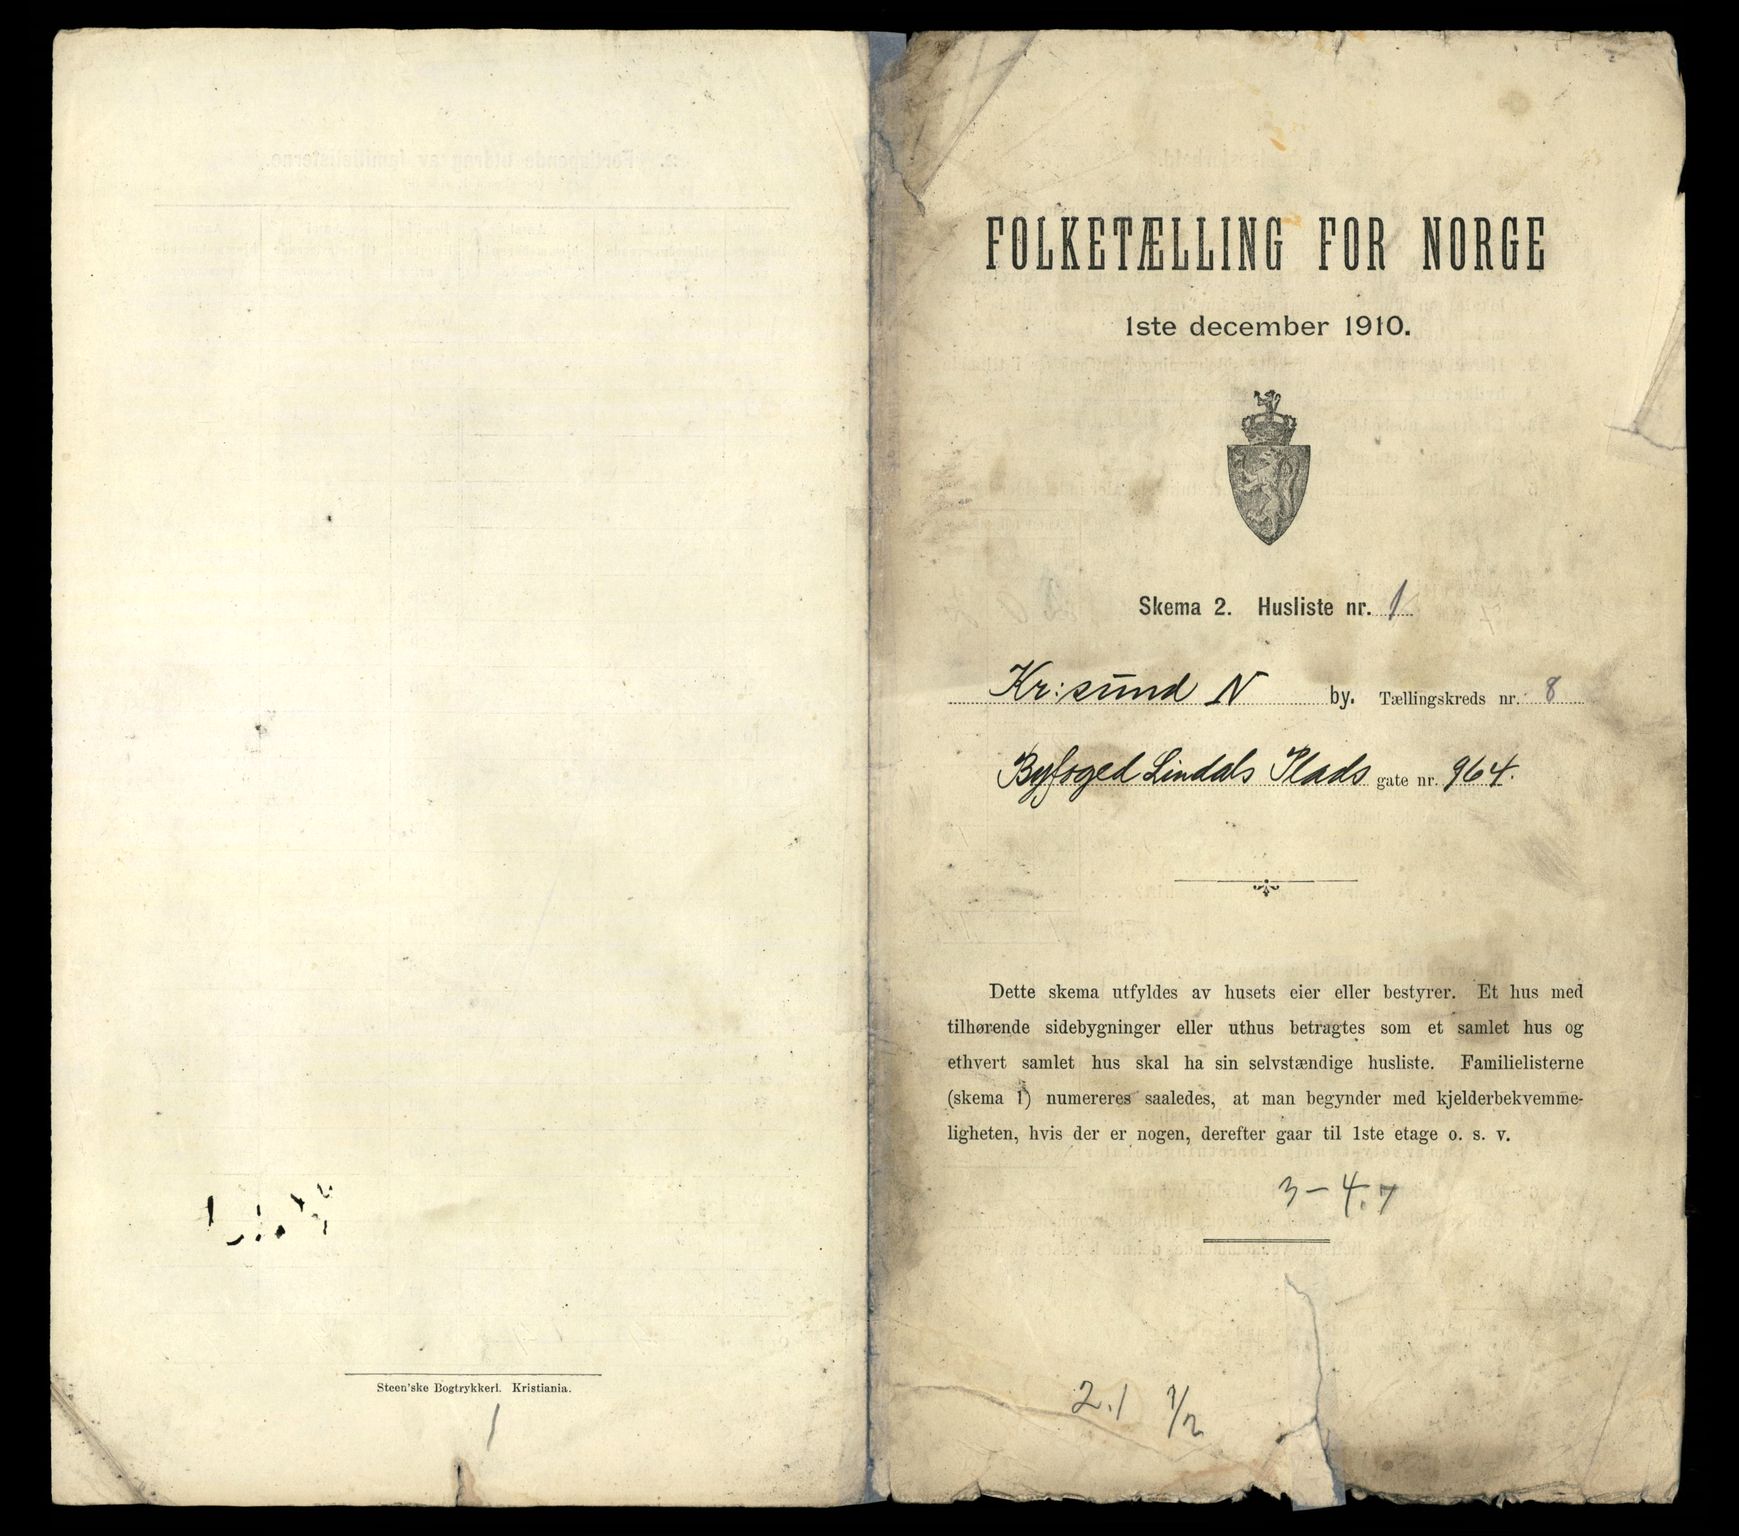 Steen'ske Bogtrykkeri. Kristiania.
1
FOLKETÆLLING FOR NORGE
1ste december 1910.
Skema 2. Husliste nr. 1
Kr:sund N by. Tællingskreds nr. 8
Byfoged Lindals Plads gate nr. 964.
Dette skema utfyldes av husets eier eller bestyrer. Et hus med
tilhørende sidebygninger eller uthus betragtes som et samlet hus og
ethvert samlet hus skal ha sin selvstændige husliste. Familielisterne
(skema 1) numereres saaledes, at man begynder med kjelderbekvemme-
ligheten, hvis der er nogen, derefter gaar til 1ste etage o. s. v.
3-4.7
2.1 1/2